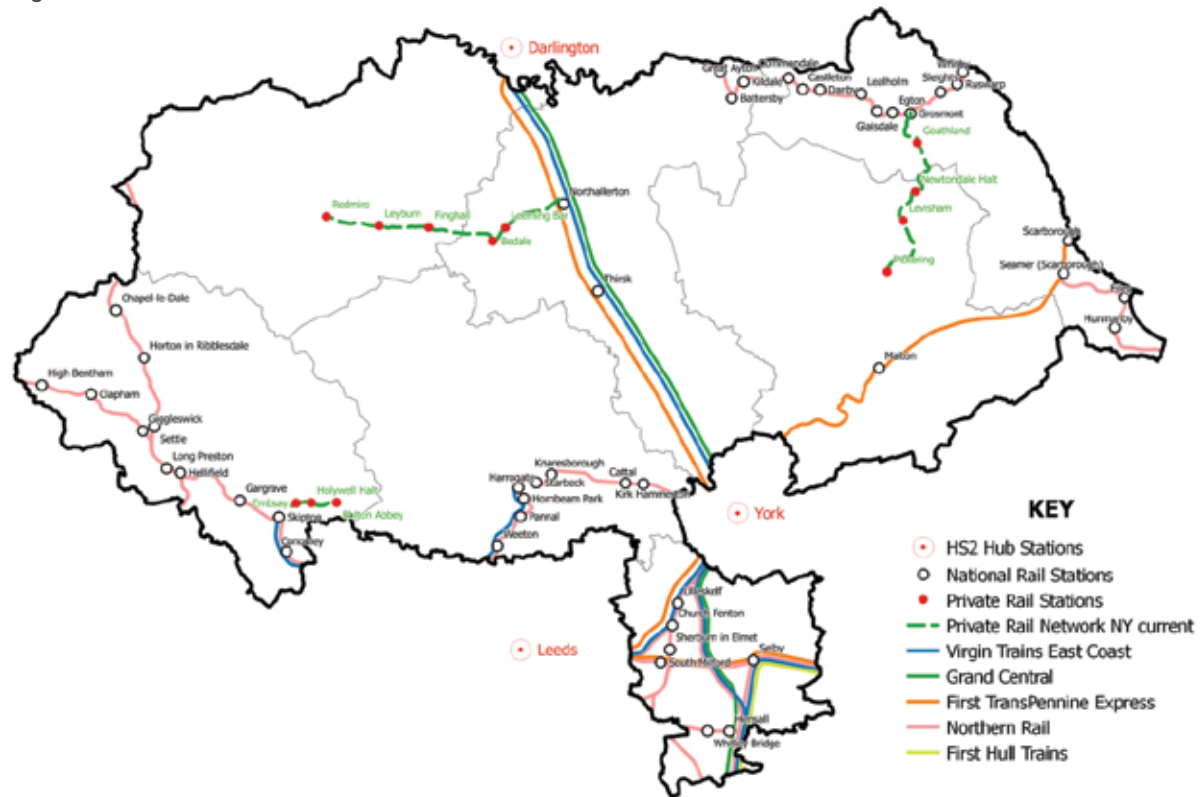 Darlington
Great Ayton
Commondale
Kildale
Battersby
Castleton
Danby
Lealholm
Glaisdale
Egton
Grosmont
Sleights
Whitby
Ruswarp
Goathland
Newtondale Halt
Levisham
Pickering
Northallerton
Redmire
Leyburn
Finghall
Leeming Bar
Bedale
Thirsk
Scarborough
Seamer (Scarborough)
Filey
Hunmanby
Malton
Chapel-le-Dale
Horton in Ribblesdale
High Bentham
Clapham
Giggleswick
Settle
Long Preston
Hellifield
Gargrave
Embsay
Holywell Halt
Bolton Abbey
Skipton
Cononley
Knaresborough
Harrogate
Starbeck
Cattal
Kirk Hammerton
Hornbeam Park
Pannal
Weeton
York
Leeds
Ulleskelf
Church Fenton
Sherburn in Elmet
South Milford
Selby
Hensall
Whitley Bridge
KEY
HS2 Hub Stations
National Rail Stations
Private Rail Stations
Private Rail Network NY current
Virgin Trains East Coast
Grand Central
First TransPennine Express
Northern Rail
First Hull Trains